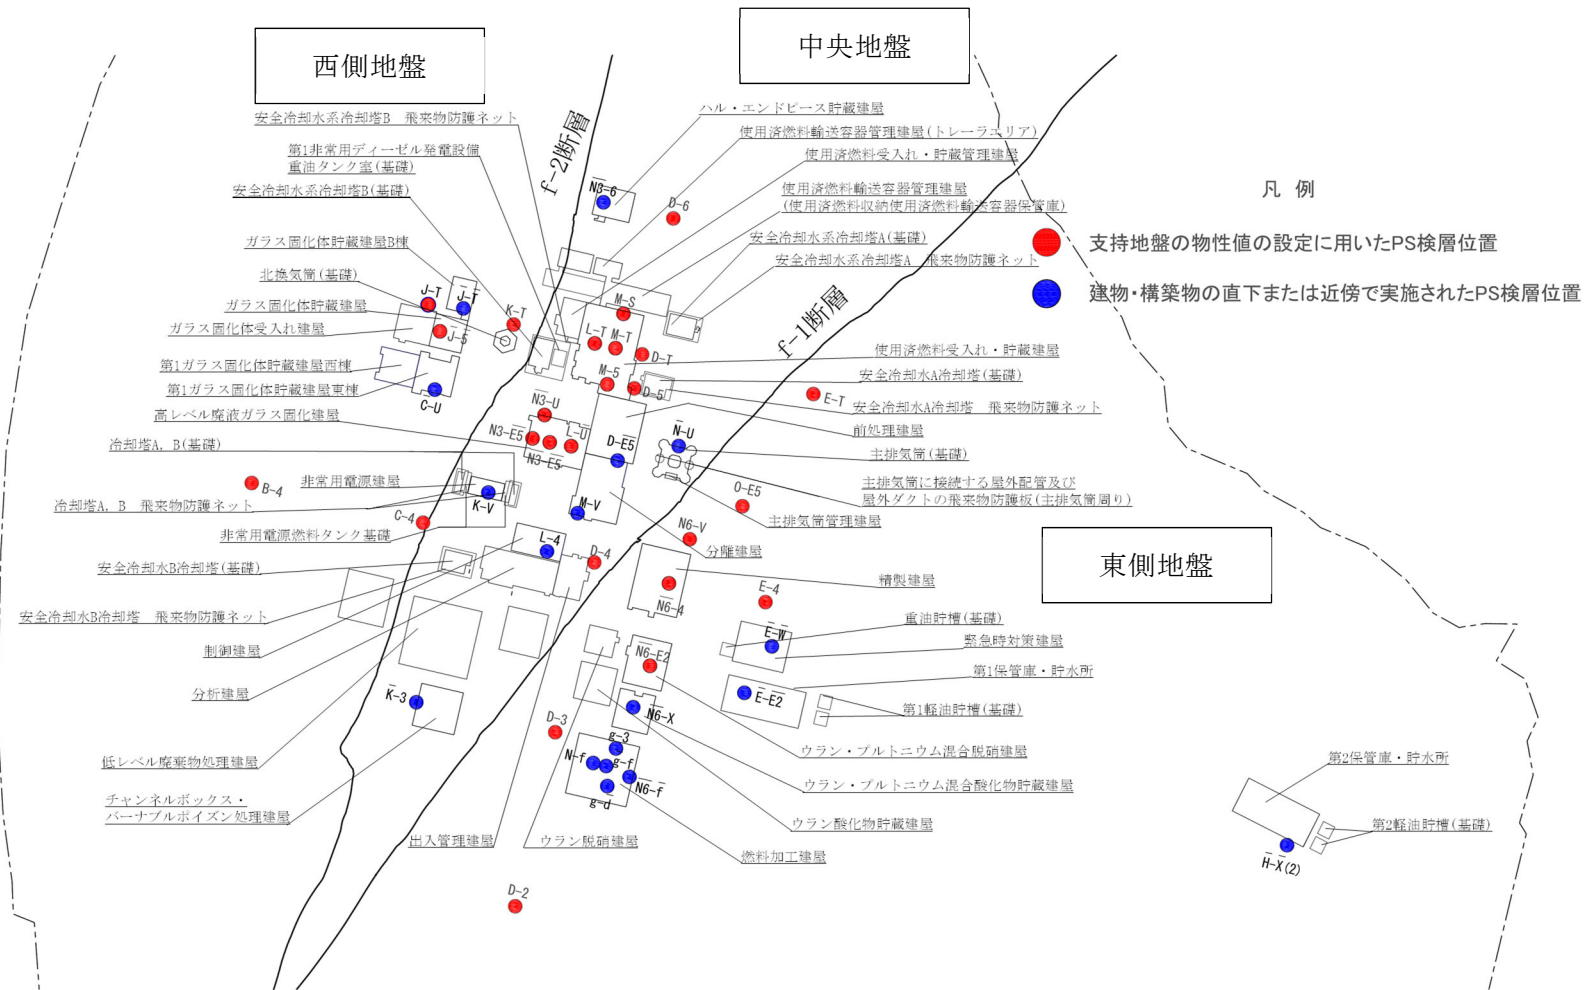 西側地盤
中央地盤
東側地盤
凡 例
支持地盤の物性値の設定に用いたPS検層位置
建物・構築物の直下または近傍で実施されたPS検層位置
f-2断層
f-1断層
安全冷却水系冷却塔B 飛来物防護ネット
第1非常用ディーゼル発電設備
重油タンク室(基礎)
安全冷却水系冷却塔B(基礎)
ガラス固化体貯蔵建屋B棟
北換気筒(基礎)
ガラス固化体貯蔵建屋
ガラス固化体受入れ建屋
第1ガラス固化体貯蔵建屋西棟
第1ガラス固化体貯蔵建屋東棟
高レベル廃液ガラス固化建屋
冷却塔A, B(基礎)
非常用電源建屋
冷却塔A, B 飛来物防護ネット
非常用電源燃料タンク基礎
安全冷却水B冷却塔(基礎)
安全冷却水B冷却塔 飛来物防護ネット
制御建屋
分析建屋
低レベル廃棄物処理建屋
チャンネルボックス・
バーナブルポイズン処理建屋
出入管理建屋
ウラン脱硝建屋
ハル・エンドピース貯蔵建屋
使用済燃料輸送容器管理建屋(トレーラエリア)
使用済燃料受入れ・貯蔵管理建屋
使用済燃料輸送容器管理建屋
(使用済燃料収納使用済燃料輸送容器保管庫)
安全冷却水系冷却塔A(基礎)
安全冷却水系冷却塔A 飛来物防護ネット
使用済燃料受入れ・貯蔵建屋
安全冷却水A冷却塔(基礎)
安全冷却水A冷却塔 飛来物防護ネット
前処理建屋
主排気筒(基礎)
主排気筒に接続する屋外配管及び
屋外ダクトの飛来物防護板(主排気筒周り)
主排気筒管理建屋
分離建屋
精製建屋
重油貯槽(基礎)
緊急時対策建屋
第1保管庫・貯水所
第1軽油貯槽(基礎)
ウラン・プルトニウム混合脱硝建屋
ウラン・プルトニウム混合酸化物貯蔵建屋
ウラン酸化物貯蔵建屋
燃料加工建屋
第2保管庫・貯水所
第2軽油貯槽(基礎)
N3-6
D-6
J-T
J-T
J-5
K-T
M-S
L-T
M-T
D-T
M-5
D-5
E-T
C-U
N3-U
N3-E5
N3-E5
L-U
D-E5
N-U
B-4
K-V
C-4
M-V
O-E5
N6-V
L-4
D-4
N6-4
E-4
E-W
N6-E2
E-E2
K-3
N6-X
D-3
g-3
N-f
g-f
N6-f
g-d
D-2
H-X(2)